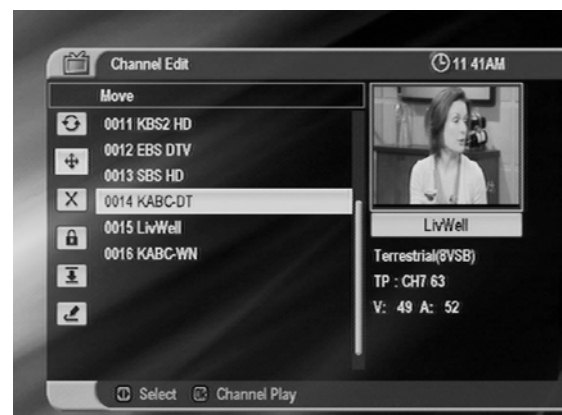 Channel Edit
11 41AM
Move
0011 KBS2 HD
0012 EBS DTV
0013 SBS HD
0014 KABC-DT
0015 LivWell
0016 KABC-WN
LivWell
Terrestrial(8VSB)
TP : CH7 63
V: 49 A: 52
Select
Channel Play